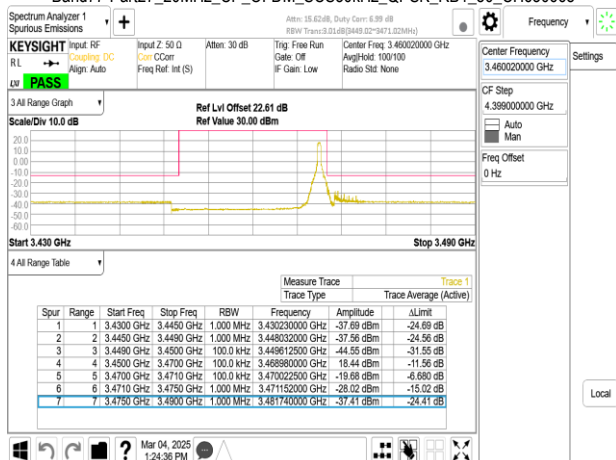 Spectrum Analyzer 1
Spurious Emissions
Attn: 15.62dB, Duty Corr: 6.99 dB
RBW Trans:3.01dB(3449.02~3471.02MHz)
Frequency
KEYSIGHT
RL
Input: RF
Coupling: DC
Align: Auto
Input Z: 50 Ω
Corr CCorr
Freq Ref: Int (S)
Atten: 30 dB
Trig: Free Run
Gate: Off
IF Gain: Low
Center Freq: 3.460020000 GHz
Avg|Hold: 100/100
Radio Std: None
LXI PASS
Center Frequency
3.460020000 GHz
Settings
CF Step
4.399000000 GHz
Auto
Man
Freq Offset
0 Hz
3 All Range Graph
Scale/Div 10.0 dB
Ref Lvl Offset 22.61 dB
Ref Value 30.00 dBm
20.0
10.0
0.00
-10.0
-20.0
-30.0
-40.0
-50.0
-60.0
Start 3.430 GHz
Stop 3.490 GHz
4 All Range Table
Measure Trace Trace 1
Trace Type Trace Average (Active)
Spur Range Start Freq Stop Freq RBW Frequency Amplitude ΔLimit
1 1 3.4300 GHz 3.4450 GHz 1.000 MHz 3.430230000 GHz -37.69 dBm -24.69 dB
2 2 3.4450 GHz 3.4490 GHz 1.000 MHz 3.448032000 GHz -37.56 dBm -24.56 dB
3 3 3.4490 GHz 3.4500 GHz 100.0 kHz 3.449612500 GHz -44.55 dBm -31.55 dB
4 4 3.4500 GHz 3.4700 GHz 100.0 kHz 3.468980000 GHz 18.44 dBm -11.56 dB
5 5 3.4700 GHz 3.4710 GHz 100.0 kHz 3.470022500 GHz -19.68 dBm -6.680 dB
6 6 3.4710 GHz 3.4750 GHz 1.000 MHz 3.471152000 GHz -28.02 dBm -15.02 dB
7 7 3.4750 GHz 3.4900 GHz 1.000 MHz 3.481740000 GHz -37.41 dBm -24.41 dB
Local
Mar 04, 2025
1:24:36 PM